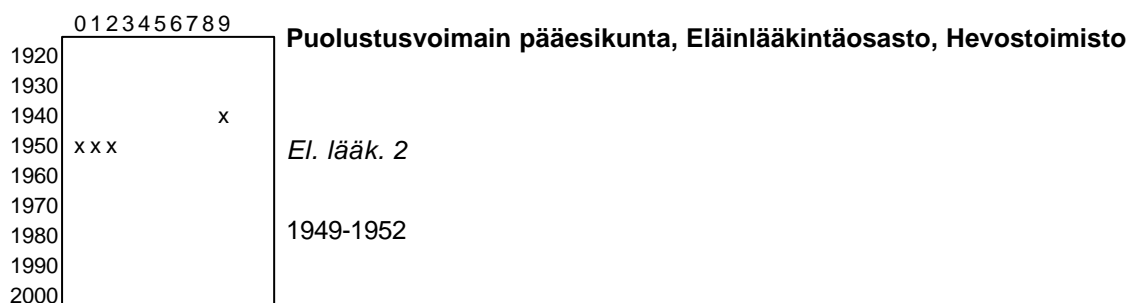 0123456789
Puolustusvoimain pääesikunta, Eläinlääkintäosasto, Hevostoimisto
1920
1930
1940 x
1950 xxx
El. lääk. 2
1960
1970
1980
1949-1952
1990
2000